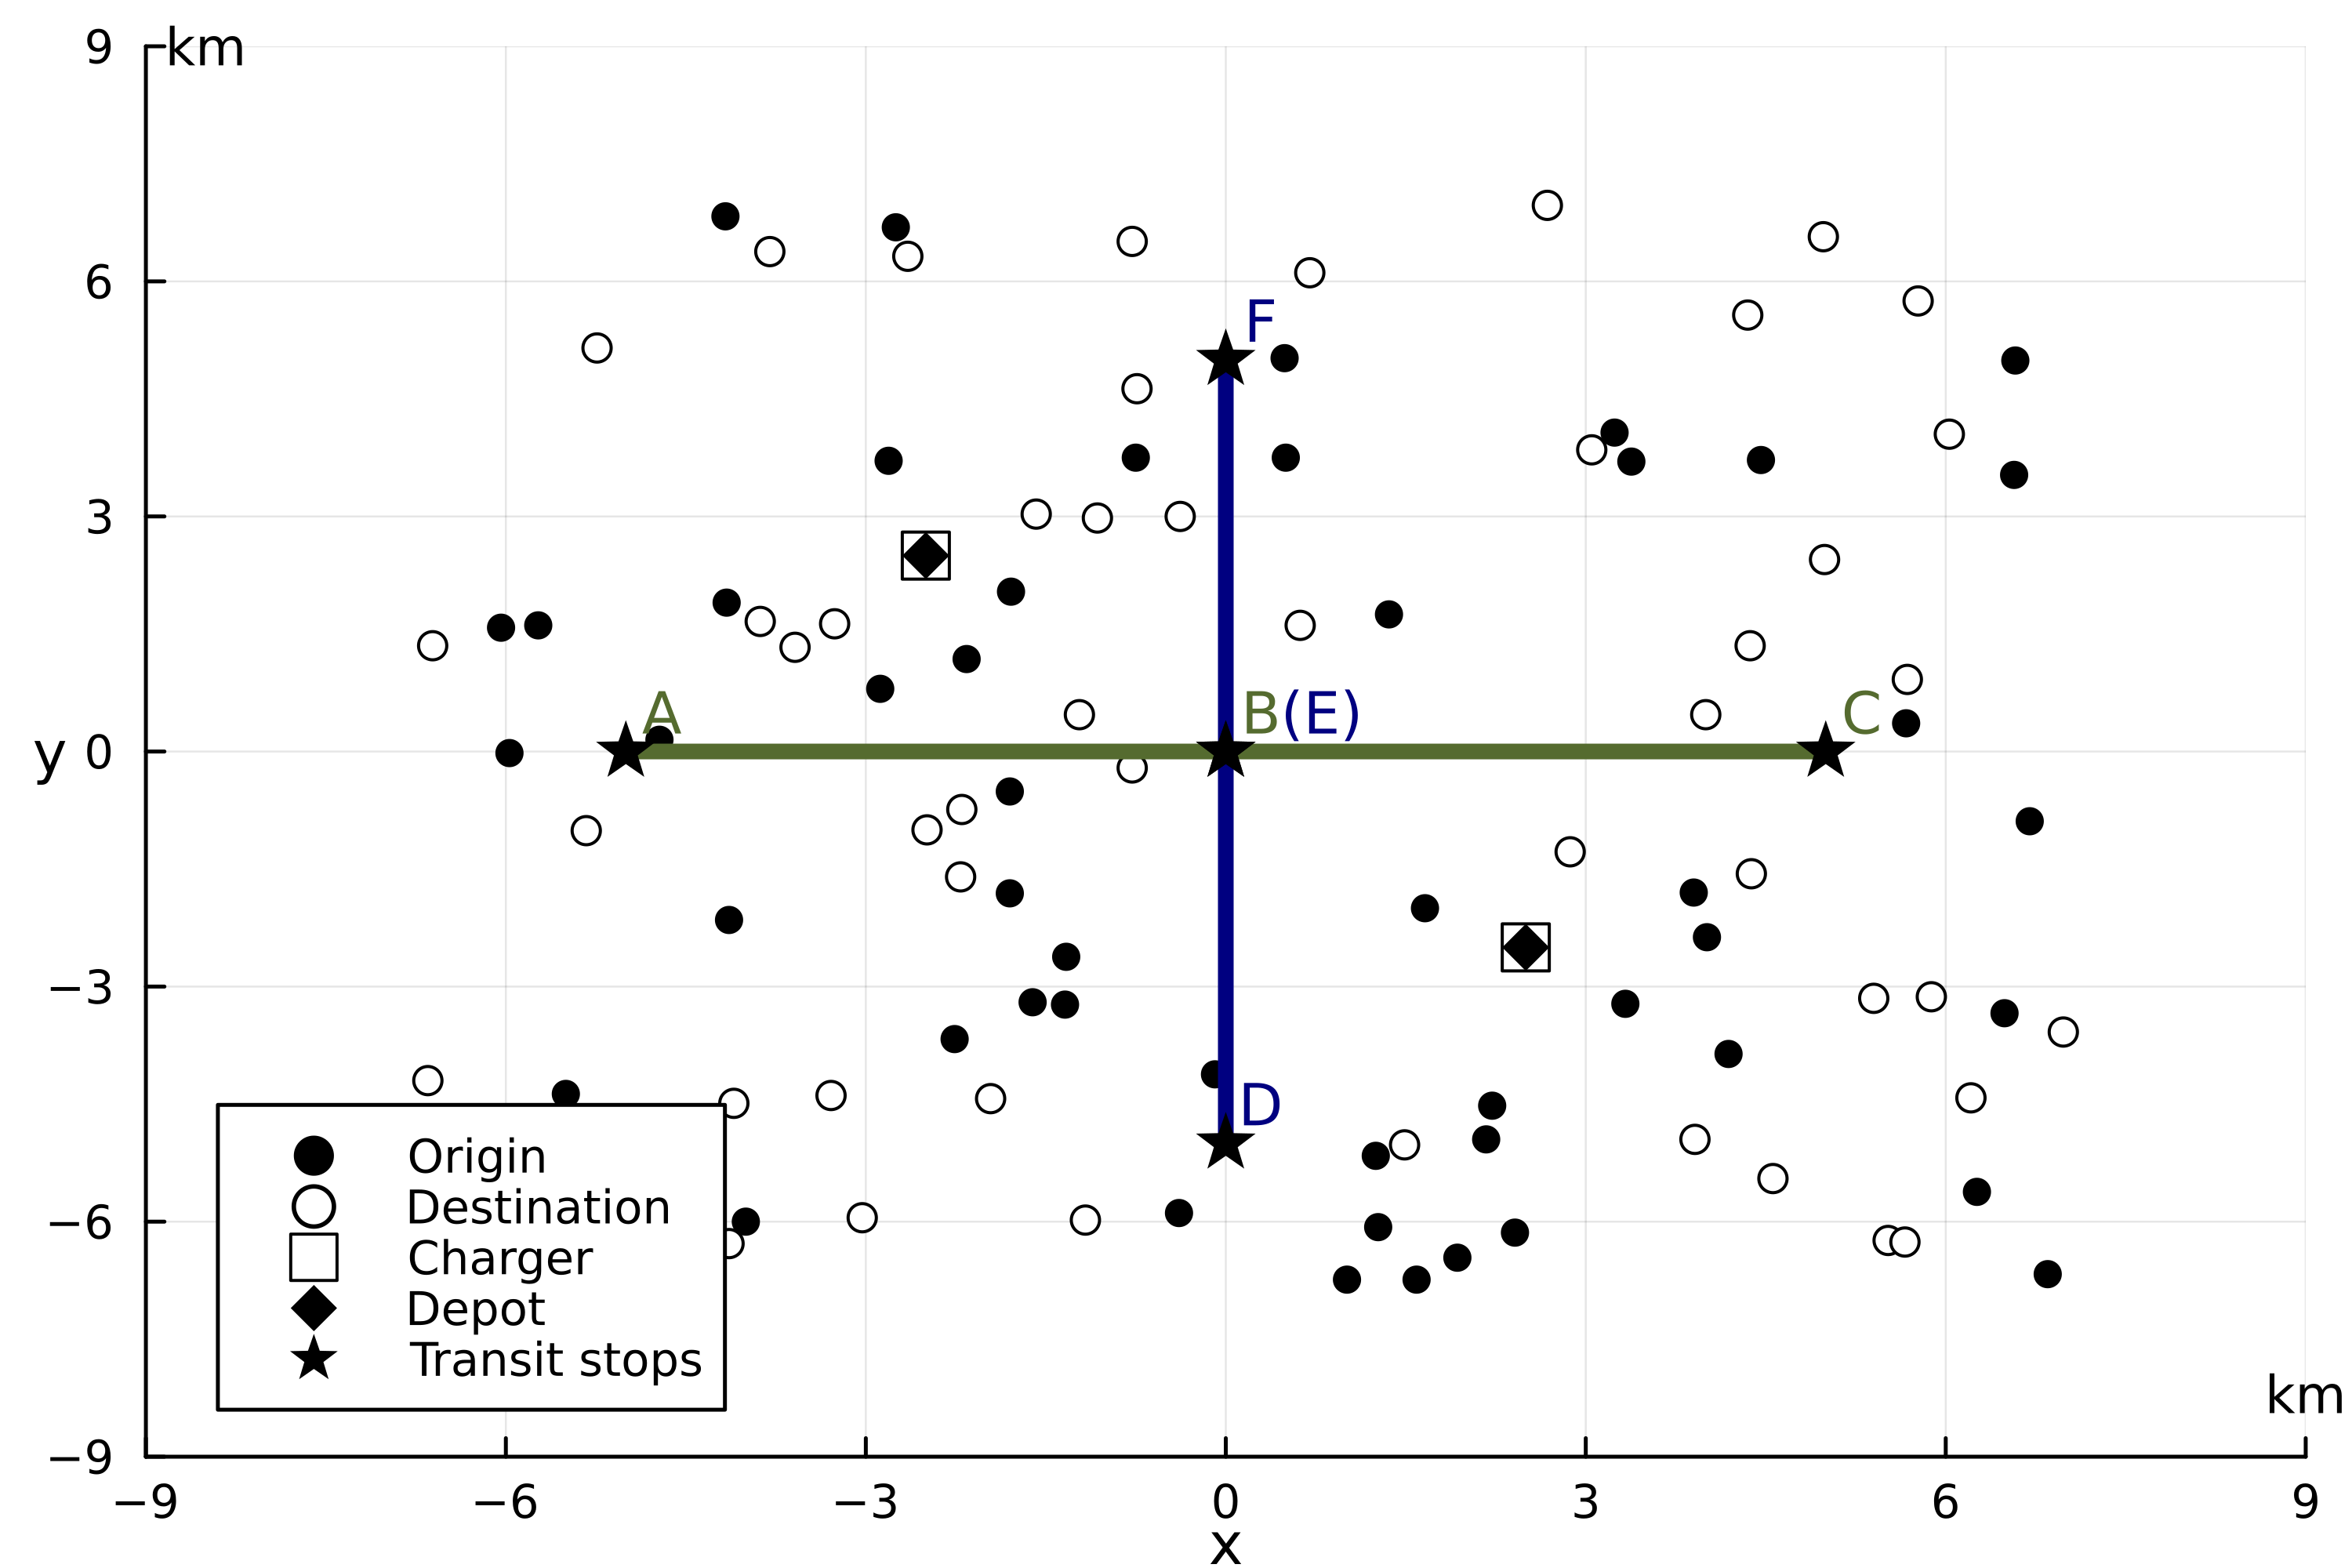 9
km
6
F
3
A
B(E)
C
y
0
−3
D
Origin
Destination
Charger
Depot
Transit stops
−6
km
−9
−9 −6 −3 0 3 6 9
x